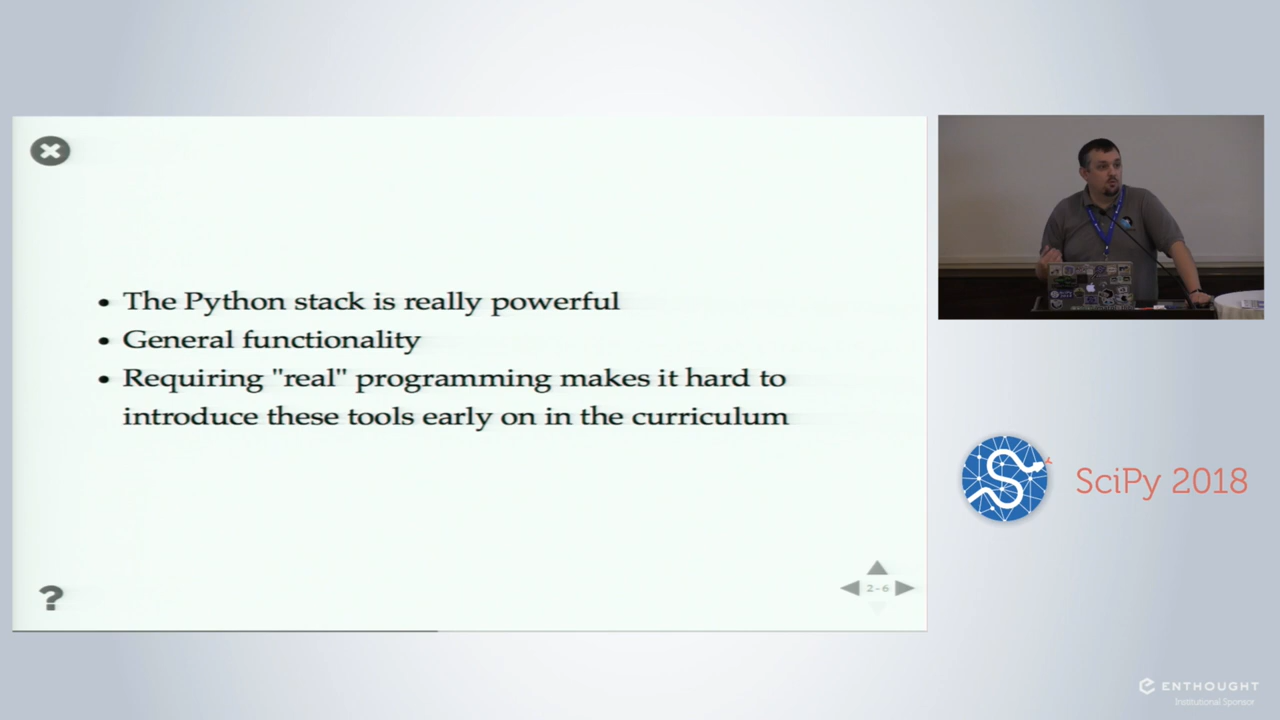 • The Python stack is really powerful
• General functionality
• Requiring "real" programming makes it hard to
introduce these tools early on in the curriculum
?
2-6
SciPy 2018
ENTHOUGHT
Institutional Sponsor